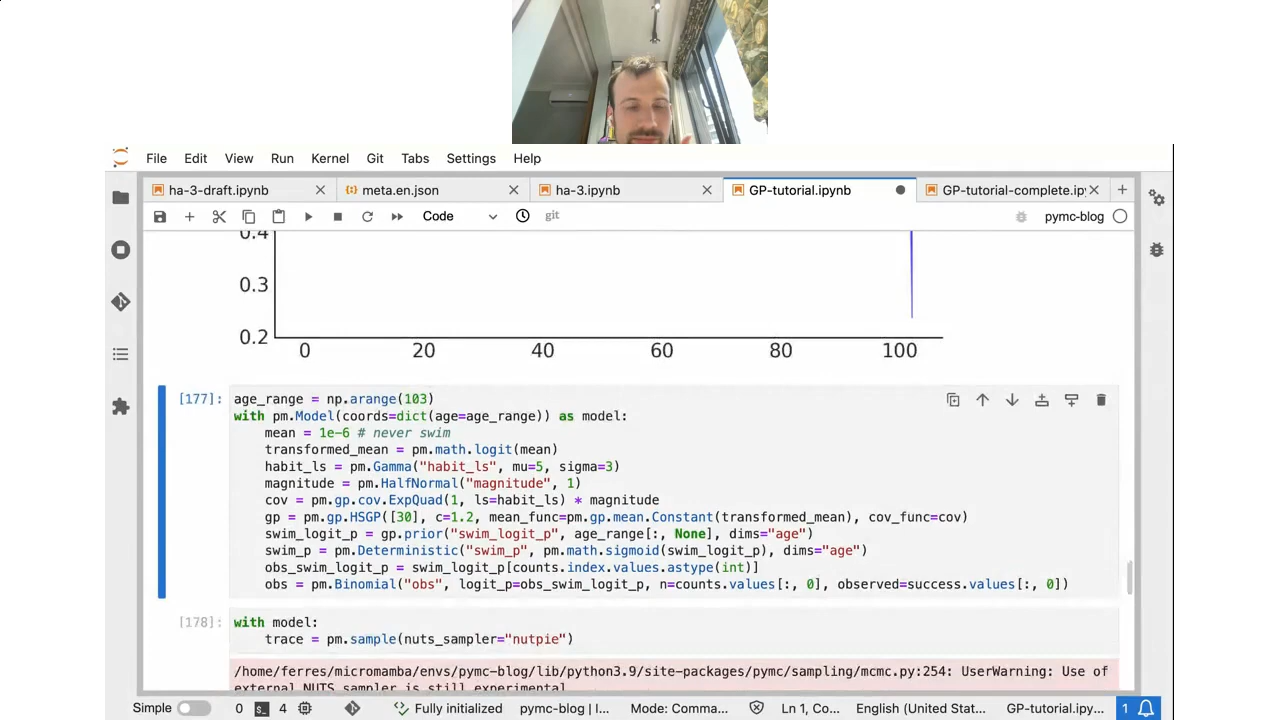 File Edit View Run Kernel Git Tabs Settings Help
ha-3-draft.ipynb meta.en.json ha-3.ipynb GP-tutorial.ipynb GP-tutorial-complete.ip
Code git pymc-blog
0.4
0.3
0.2
0 20 40 60 80 100
[177]: age_range = np.arange(103)
with pm.Model(coords=dict(age=age_range)) as model:
    mean = 1e-6 # never swim
    transformed_mean = pm.math.logit(mean)
    habit_ls = pm.Gamma("habit_ls", mu=5, sigma=3)
    magnitude = pm.HalfNormal("magnitude", 1)
    cov = pm.gp.cov.ExpQuad(1, ls=habit_ls) * magnitude
    gp = pm.gp.HSGP([30], c=1.2, mean_func=pm.gp.mean.Constant(transformed_mean), cov_func=cov)
    swim_logit_p = gp.prior("swim_logit_p", age_range[:, None], dims="age")
    swim_p = pm.Deterministic("swim_p", pm.math.sigmoid(swim_logit_p), dims="age")
    obs_swim_logit_p = swim_logit_p[counts.index.values.astype(int)]
    obs = pm.Binomial("obs", logit_p=obs_swim_logit_p, n=counts.values[:, 0], observed=success.values[:, 0])
[178]: with model:
    trace = pm.sample(nuts_sampler="nutpie")
/home/ferres/micromamba/envs/pymc-blog/lib/python3.9/site-packages/pymc/sampling/mcmc.py:254: UserWarning: Use of
external NUTS sampler is still experimental
Simple 0 4 Fully initialized pymc-blog | I... Mode: Comma... Ln 1, Co... English (United Stat... GP-tutorial.ipy... 1